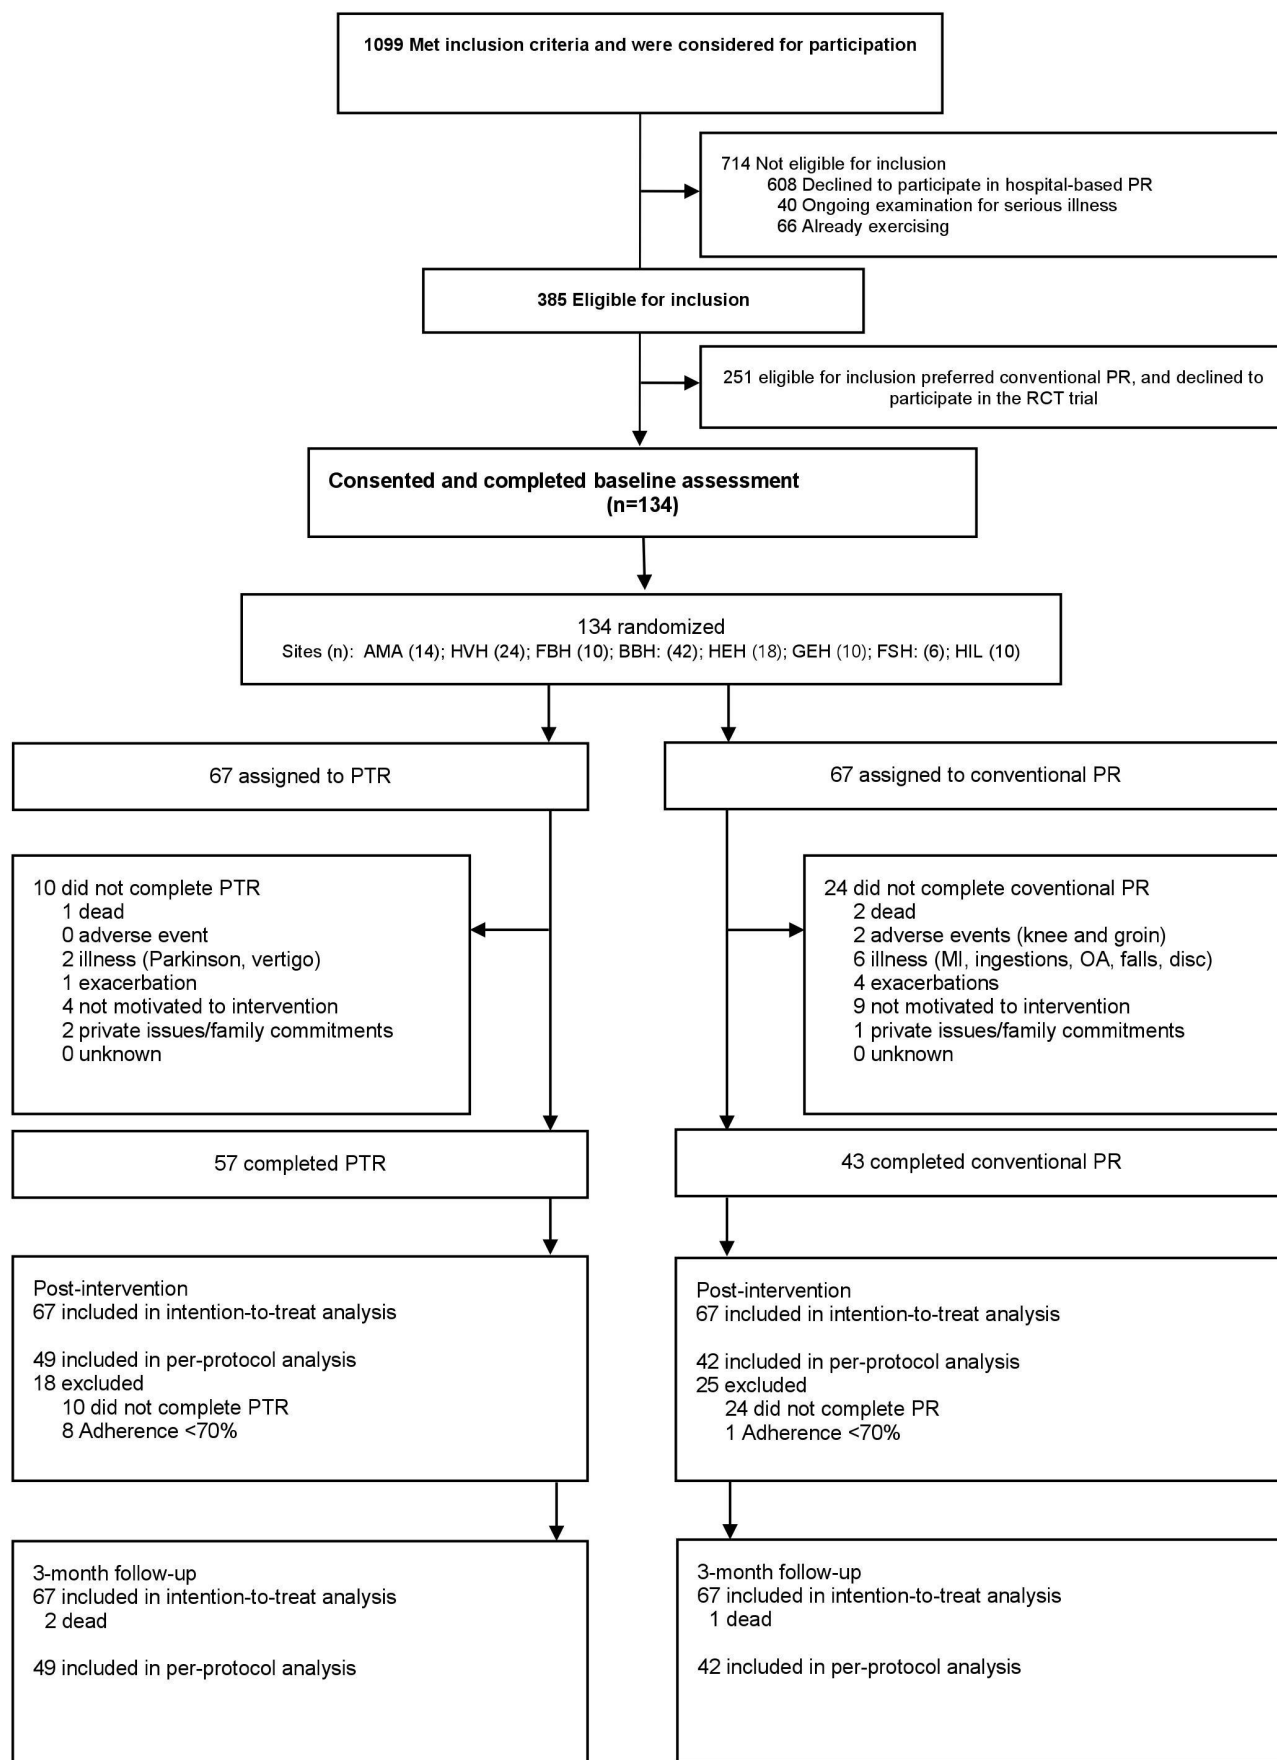 1099 Met inclusion criteria and were considered for participation
714 Not eligible for inclusion
608 Declined to participate in hospital-based PR
40 Ongoing examination for serious illness
66 Already exercising
385 Eligible for inclusion
251 eligible for inclusion preferred conventional PR, and declined to
participate in the RCT trial
Consented and completed baseline assessment
(n=134)
134 randomized
Sites (n): AMA (14); HVH (24); FBH (10); BBH: (42); HEH (18); GEH (10); FSH: (6); HIL (10)
67 assigned to PTR
67 assigned to conventional PR
10 did not complete PTR
1 dead
0 adverse event
2 illness (Parkinson, vertigo)
1 exacerbation
4 not motivated to intervention
2 private issues/family commitments
0 unknown
24 did not complete coventional PR
2 dead
2 adverse events (knee and groin)
6 illness (MI, ingestions, OA, falls, disc)
4 exacerbations
9 not motivated to intervention
1 private issues/family commitments
0 unknown
57 completed PTR
43 completed conventional PR
Post-intervention
67 included in intention-to-treat analysis
49 included in per-protocol analysis
18 excluded
10 did not complete PTR
8 Adherence <70%
Post-intervention
67 included in intention-to-treat analysis
42 included in per-protocol analysis
25 excluded
24 did not complete PR
1 Adherence <70%
3-month follow-up
67 included in intention-to-treat analysis
2 dead
49 included in per-protocol analysis
3-month follow-up
67 included in intention-to-treat analysis
1 dead
42 included in per-protocol analysis